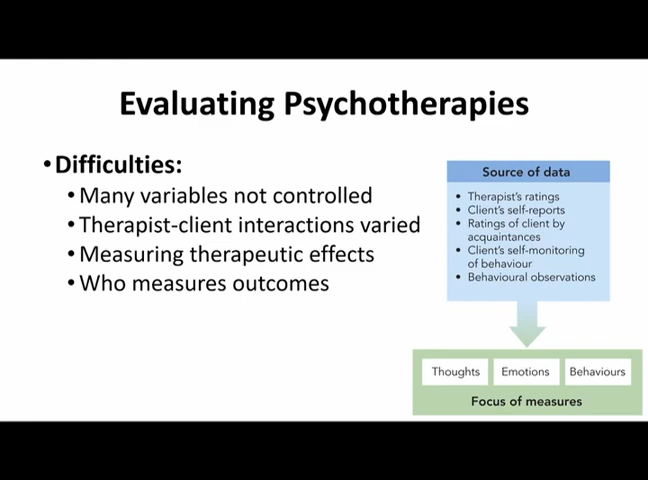 Evaluating Psychotherapies
•Difficulties:
• Many variables not controlled
• Therapist-client interactions varied
• Measuring therapeutic effects
• Who measures outcomes
Source of data
• Therapist's ratings
• Client's self-reports
• Ratings of client by
acquaintances
• Client's self-monitoring
of behaviour
• Behavioural observations
Thoughts Emotions Behaviours
Focus of measures